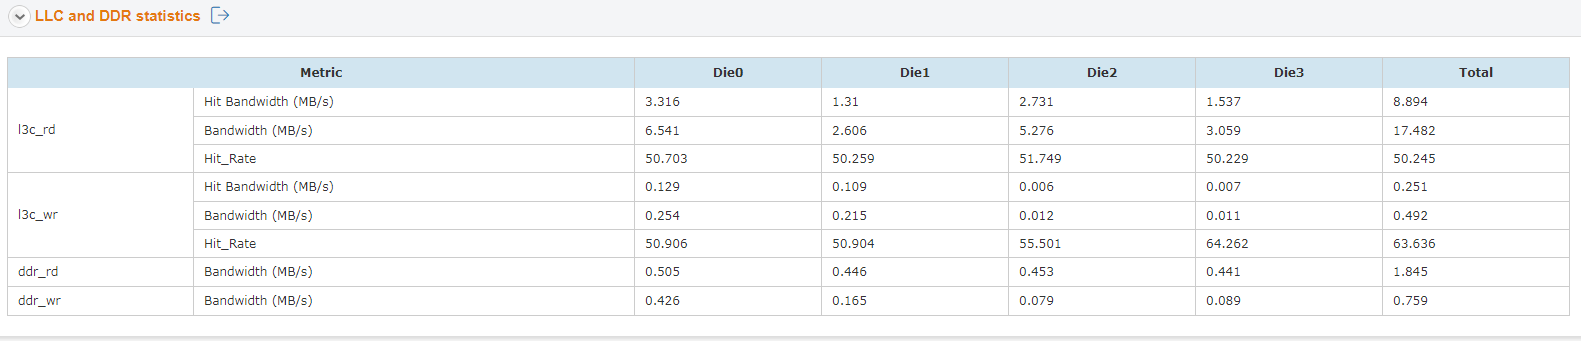 LLC and DDR statistics
Metric Die0 Die1 Die2 Die3 Total
l3c_rd Hit Bandwidth (MB/s) 3.316 1.31 2.731 1.537 8.894
Bandwidth (MB/s) 6.541 2.606 5.276 3.059 17.482
Hit_Rate 50.703 50.259 51.749 50.229 50.245
l3c_wr Hit Bandwidth (MB/s) 0.129 0.109 0.006 0.007 0.251
Bandwidth (MB/s) 0.254 0.215 0.012 0.011 0.492
Hit_Rate 50.906 50.904 55.501 64.262 63.636
ddr_rd Bandwidth (MB/s) 0.505 0.446 0.453 0.441 1.845
ddr_wr Bandwidth (MB/s) 0.426 0.165 0.079 0.089 0.759